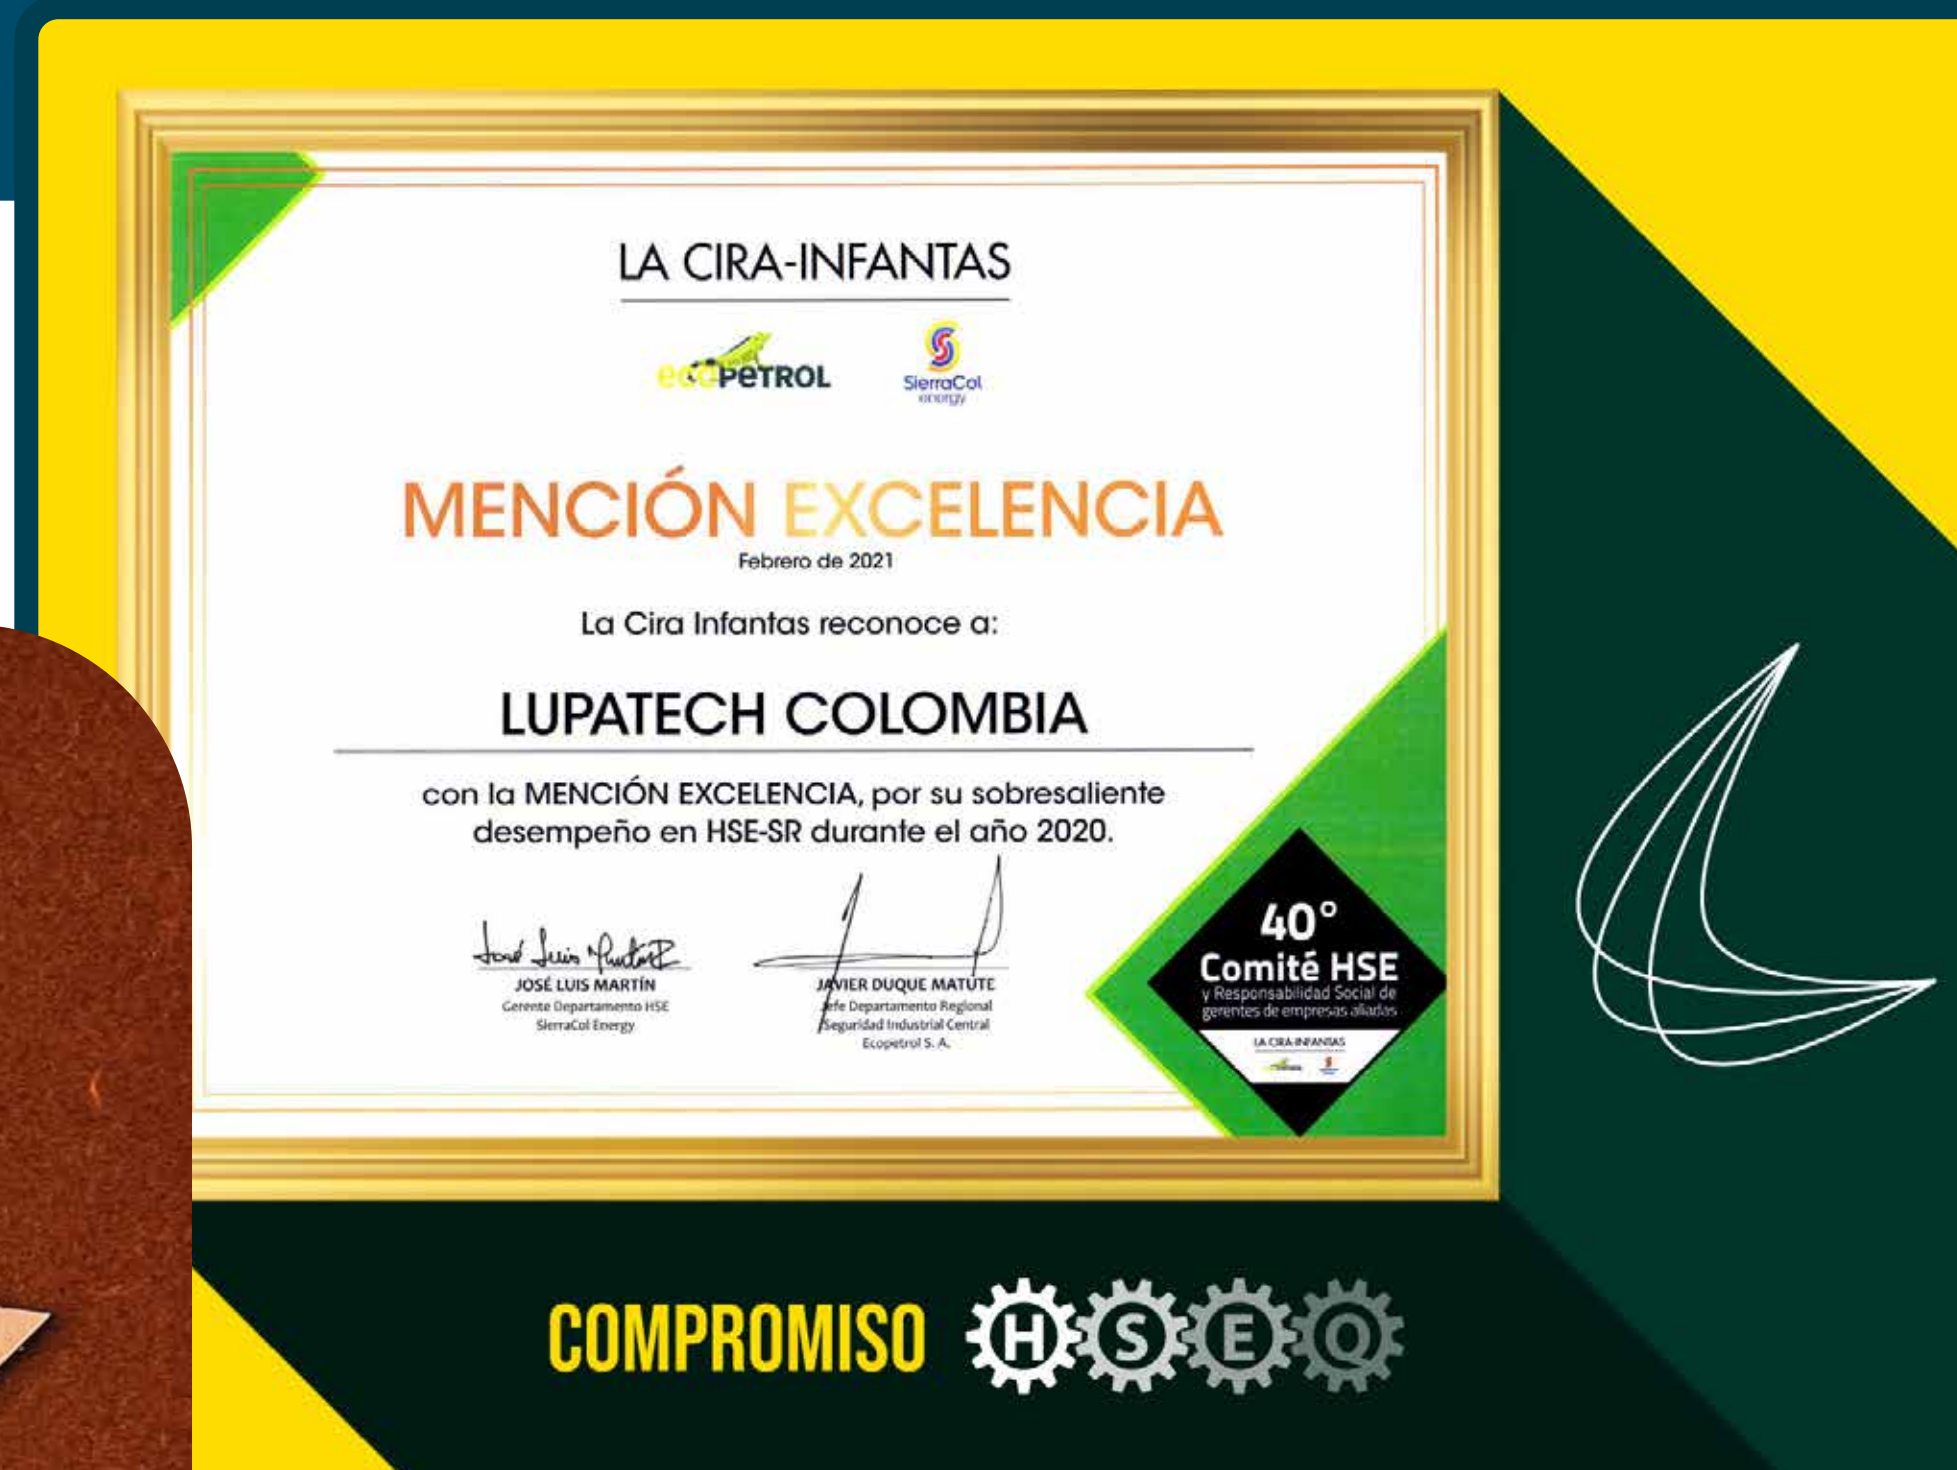 LA CIRA-INFANTAS
ecoPETROL
SierraCol
energy
MENCIÓN EXCELENCIA
Febrero de 2021
La Cira Infantas reconoce a:
LUPATECH COLOMBIA
con la MENCIÓN EXCELENCIA, por su sobresaliente
desempeño en HSE-SR durante el año 2020.
José Luis
JOSÉ LUIS MARTÍN
Gerente Departamento HSE
SierraCol Energy
JAVIER DUQUE MATUTE
Jefe Departamento Regional
Seguridad Industrial Central
Ecopetrol S. A.
40°
Comité HSE
y Responsabilidad Social de
gerentes de empresas aliadas
LA CIRA-INFANTAS
COMPROMISO HSEQ